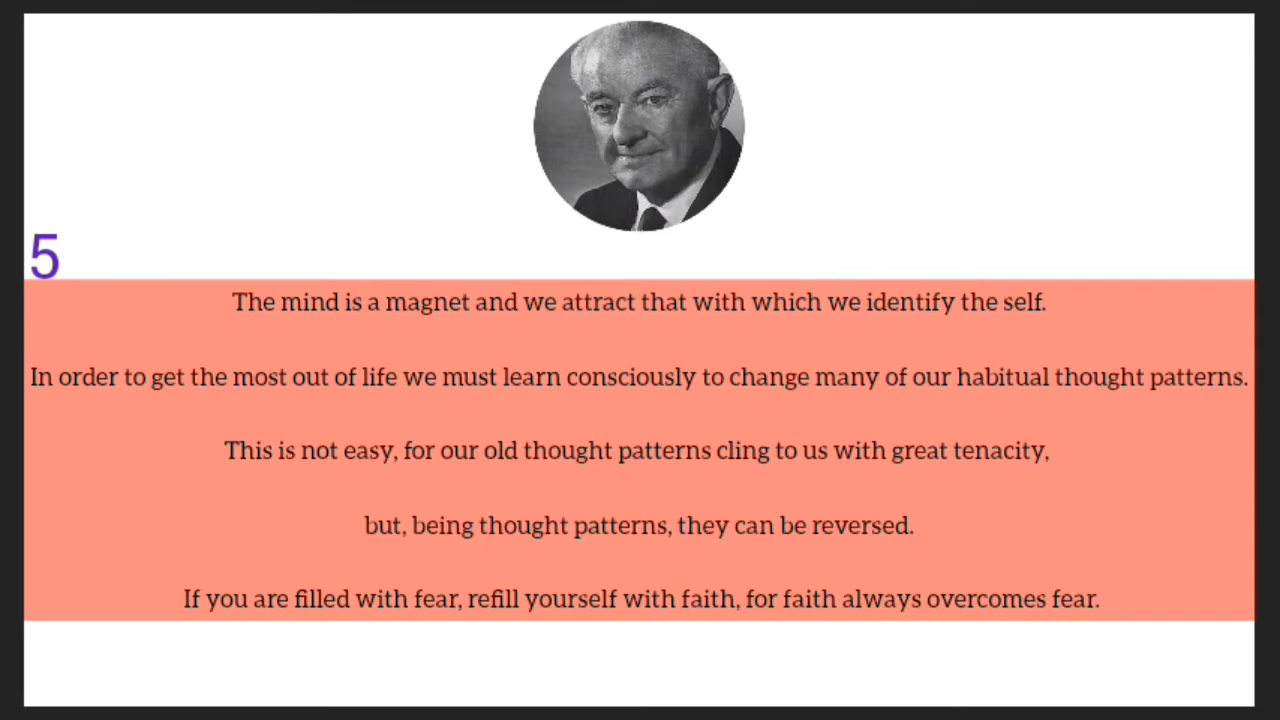 5
The mind is a magnet and we attract that with which we identify the self.
In order to get the most out of life we must learn consciously to change many of our habitual thought patterns.
This is not easy, for our old thought patterns cling to us with great tenacity,
but, being thought patterns, they can be reversed.
If you are filled with fear, refill yourself with faith, for faith always overcomes fear.